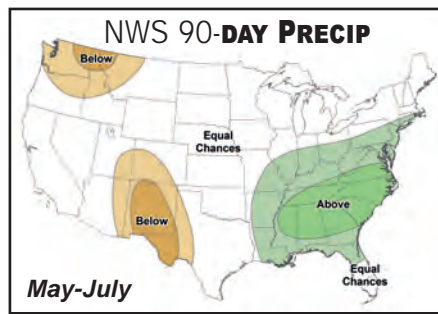 NWS 90-DAY PRECIP
Below
Equal
Chances
Below
Above
Equal
Chances
May-July